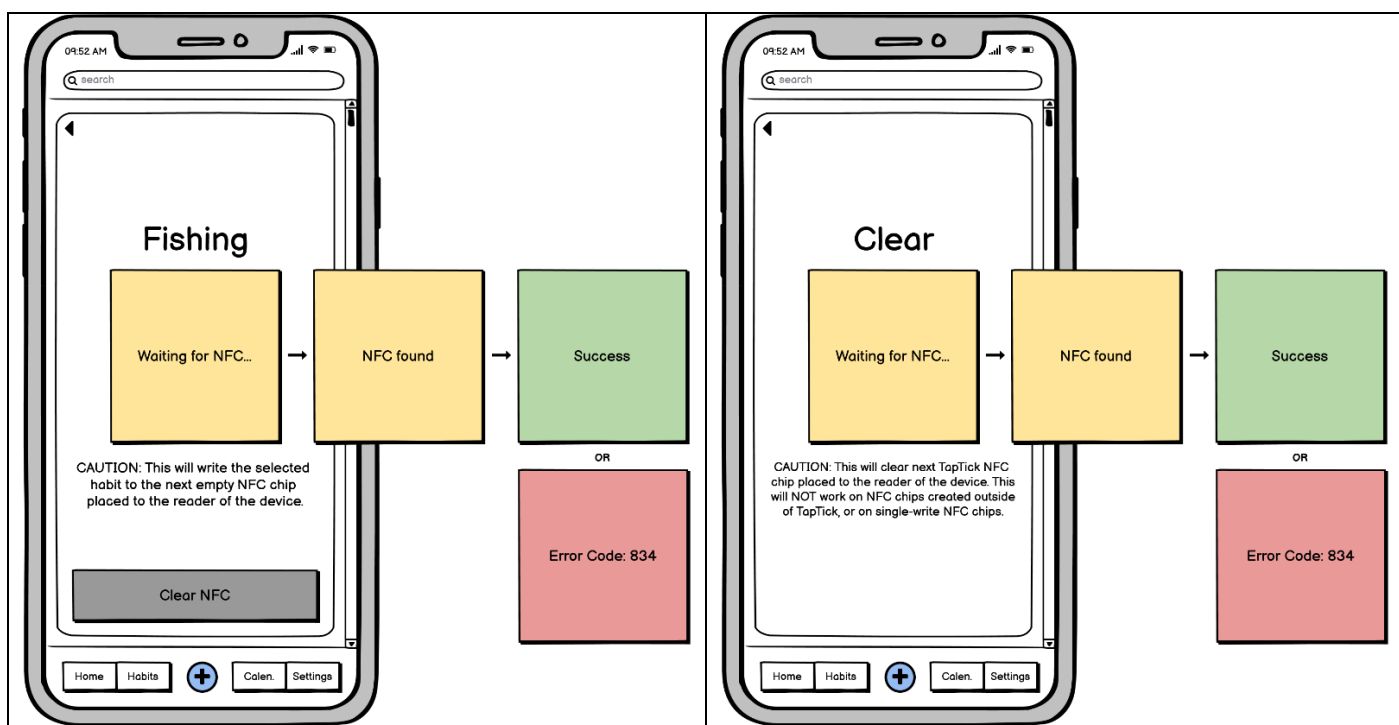 09:52 AM
search
Fishing
Waiting for NFC...
NFC found
Success
OR
CAUTION: This will write the selected
habit to the next empty NFC chip
placed to the reader of the device.
Error Code: 834
Clear NFC
Home
Habits
Calen.
Settings
09:52 AM
search
Clear
Waiting for NFC...
NFC found
Success
OR
CAUTION: This will clear next TapTick NFC
chip placed to the reader of the device. This
will NOT work on NFC chips created outside
of TapTick, or on single-write NFC chips.
Error Code: 834
Home
Habits
Calen.
Settings